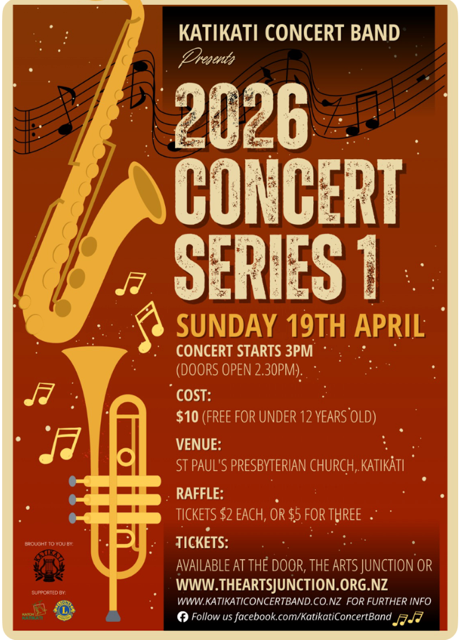 KATIKATI CONCERT BAND
Presents
2026
CONCERT
SERIES 1
SUNDAY 19TH APRIL
CONCERT STARTS 3PM
(DOORS OPEN 2.30PM).
COST:
$10 (FREE FOR UNDER 12 YEARS OLD)
VENUE:
ST PAUL'S PRESBYTERIAN CHURCH, KATIKATI
RAFFLE:
TICKETS $2 EACH, OR $5 FOR THREE
TICKETS:
AVAILABLE AT THE DOOR, THE ARTS JUNCTION OR
WWW.THEARTSJUNCTION.ORG.NZ
WWW.KATIKATICONCERTBAND.CO.NZ FOR FURTHER INFO
Follow us facebook.com/KatikatiConcertBand
BROUGHT TO YOU BY:
KATIKATI
SUPPORTED BY: